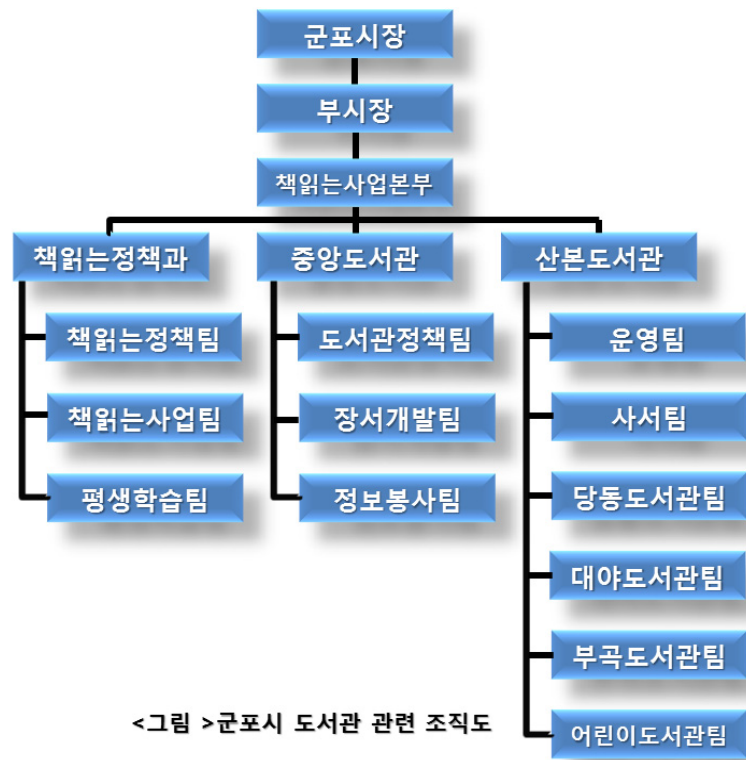 군포시장
부시장
책읽는사업본부
책읽는정책과
중앙도서관
산본도서관
책읽는정책팀
도서관정책팀
운영팀
책읽는사업팀
장서개발팀
사서팀
평생학습팀
정보봉사팀
당동도서관팀
대야도서관팀
부곡도서관팀
어린이도서관팀
<그림 >군포시 도서관 관련 조직도